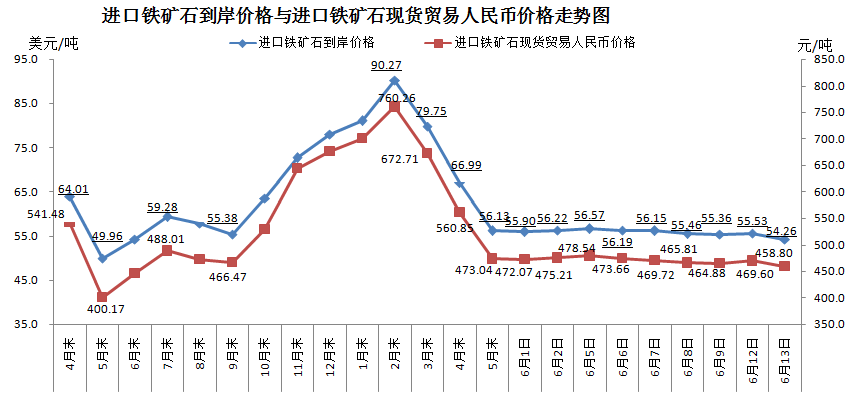 进口铁矿石到岸价格与进口铁矿石现货贸易人民币价格走势图
美元/吨
进口铁矿石到岸价格
进口铁矿石现货贸易人民币价格
元/吨
95.0
85.0
75.0
65.0
55.0
45.0
35.0
850.0
800.0
750.0
700.0
650.0
600.0
550.0
500.0
450.0
400.0
350.0
64.01
49.96
59.28
55.38
90.27
79.75
66.99
56.13
55.90
56.22
56.57
56.19
56.15
55.46
55.36
55.53
54.26
541.48
400.17
488.01
466.47
760.26
672.71
560.85
473.04
472.07
475.21
478.54
473.66
469.72
465.81
464.88
469.60
458.80
4月末
5月末
6月末
7月末
8月末
9月末
10月末
11月末
12月末
1月末
2月末
3月末
4月末
5月末
6月1日
6月2日
6月5日
6月6日
6月7日
6月8日
6月9日
6月12日
6月13日